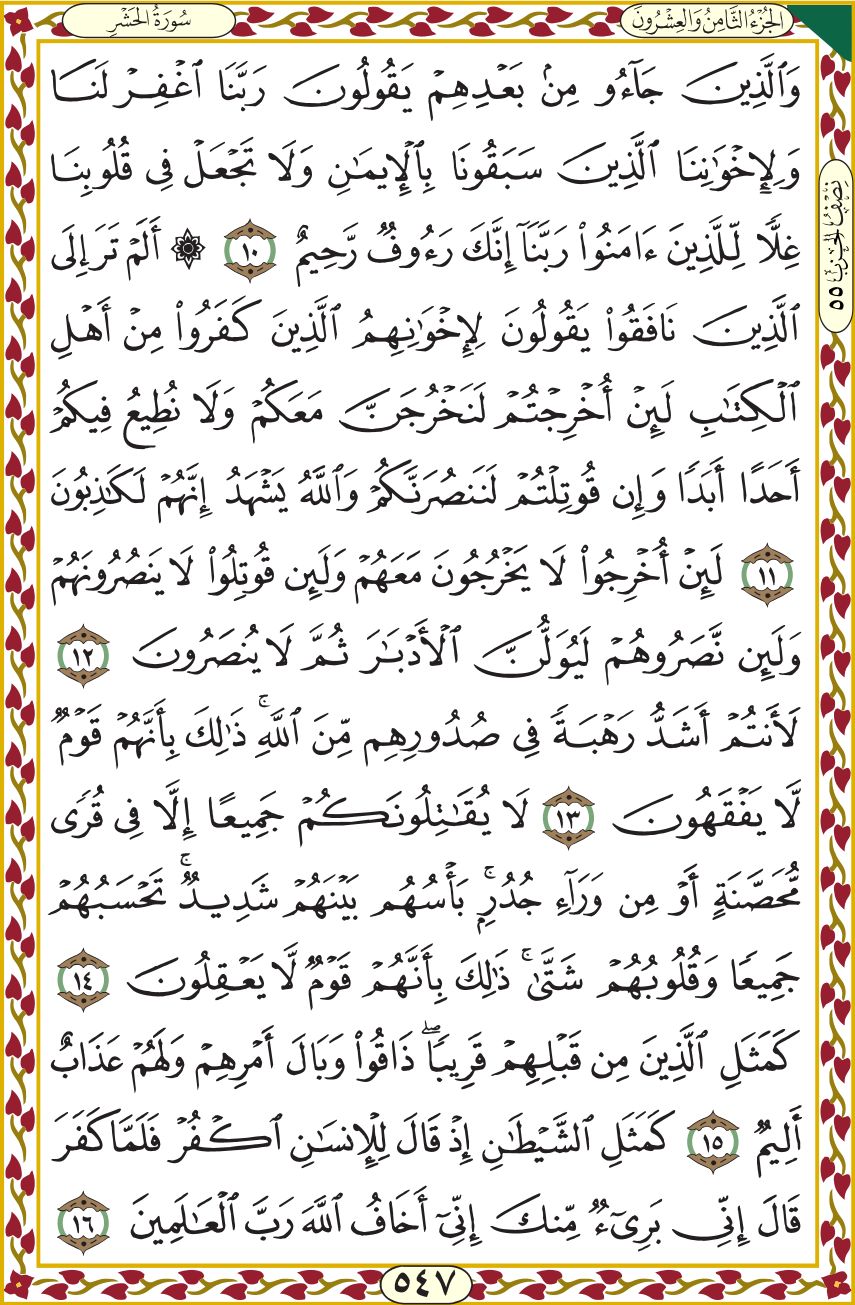 الجُزْءُ الثَّامِنُ وَالعِشْرُونَ
سُورَةُ الحَشْرِ
وَٱلَّذِينَ جَآءُو مِنۢ بَعْدِهِمْ يَقُولُونَ رَبَّنَا ٱغْفِرْ لَنَا
وَلِإِخْوَٰنِنَا ٱلَّذِينَ سَبَقُونَا بِٱلْإِيمَٰنِ وَلَا تَجْعَلْ فِى قُلُوبِنَا
غِلًّا لِّلَّذِينَ ءَامَنُوا۟ رَبَّنَآ إِنَّكَ رَءُوفٌ رَّحِيمٌ ١٠ ۞ أَلَمْ تَرَ إِلَى
ٱلَّذِينَ نَافَقُوا۟ يَقُولُونَ لِإِخْوَٰنِهِمُ ٱلَّذِينَ كَفَرُوا۟ مِنْ أَهْلِ
ٱلْكِتَٰبِ لَئِنْ أُخْرِجْتُمْ لَنَخْرُجَنَّ مَعَكُمْ وَلَا نُطِيعُ فِيكُمْ
أَحَدًا أَبَدًا وَإِن قُوتِلْتُمْ لَنَنصُرَنَّكُمْ وَٱللَّهُ يَشْهَدُ إِنَّهُمْ لَكَٰذِبُونَ
١١ لَئِنْ أُخْرِجُوا۟ لَا يَخْرُجُونَ مَعَهُمْ وَلَئِن قُوتِلُوا۟ لَا يَنصُرُونَهُمْ
وَلَئِن نَّصَرُوهُمْ لَيُوَلُّنَّ ٱلْأَدْبَٰرَ ثُمَّ لَا يُنصَرُونَ ١٢
لَأَنتُمْ أَشَدُّ رَهْبَةً فِى صُدُورِهِم مِّنَ ٱللَّهِ ۚ ذَٰلِكَ بِأَنَّهُمْ قَوْمٌ
لَّا يَفْقَهُونَ ١٣ لَا يُقَٰتِلُونَكُمْ جَمِيعًا إِلَّا فِى قُرًى
مُّحَصَّنَةٍ أَوْ مِن وَرَآءِ جُدُرٍۭ ۚ بَأْسُهُم بَيْنَهُمْ شَدِيدٌ ۚ تَحْسَبُهُمْ
جَمِيعًا وَقُلُوبُهُمْ شَتَّىٰ ۚ ذَٰلِكَ بِأَنَّهُمْ قَوْمٌ لَّا يَعْقِلُونَ ١٤
كَمَثَلِ ٱلَّذِينَ مِن قَبْلِهِمْ قَرِيبًا ۖ ذَاقُوا۟ وَبَالَ أَمْرِهِمْ وَلَهُمْ عَذَابٌ
أَلِيمٌ ١٥ كَمَثَلِ ٱلشَّيْطَٰنِ إِذْ قَالَ لِلْإِنسَٰنِ ٱكْفُرْ فَلَمَّا كَفَرَ
قَالَ إِنِّى بَرِىٓءٌ مِّنكَ إِنِّىٓ أَخَافُ ٱللَّهَ رَبَّ ٱلْعَٰلَمِينَ ١٦
نِصْفُ الحِزْبِ ٥٥
٥٤٧